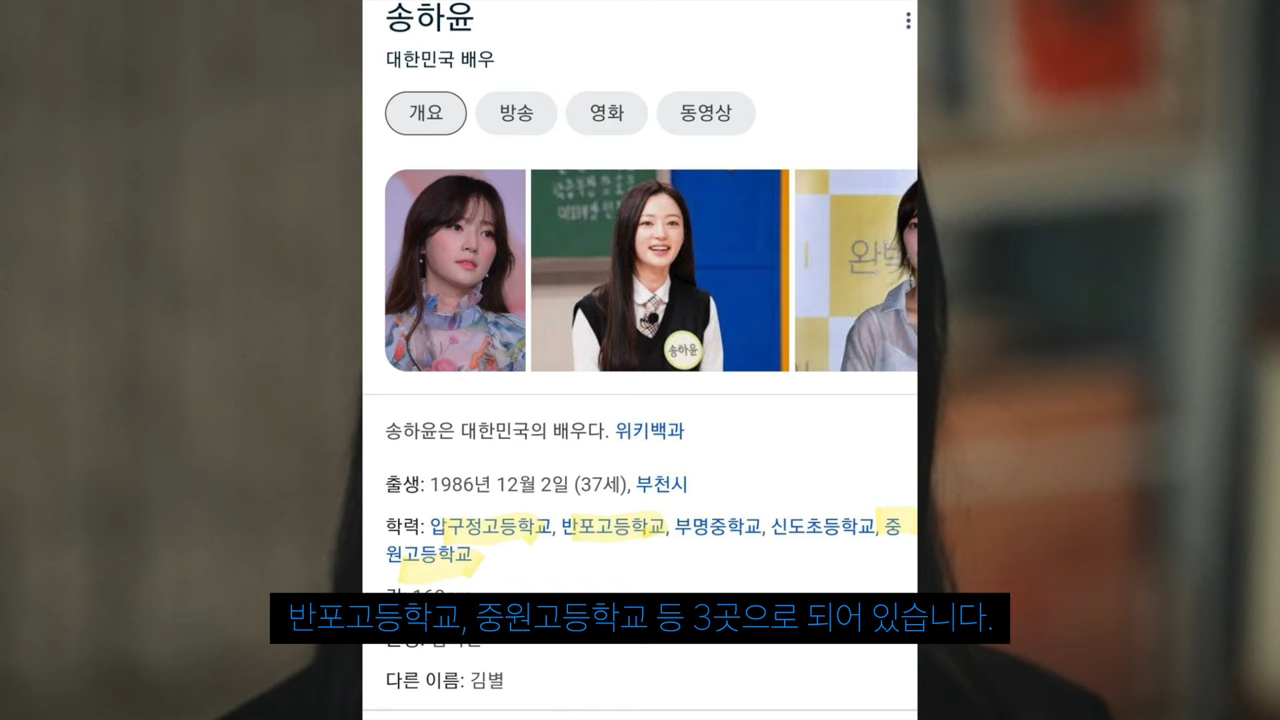 송하윤
대한민국 배우
개요 방송 영화 동영상
송하윤
송하윤은 대한민국의 배우다. 위키백과
출생: 1986년 12월 2일 (37세), 부천시
학력: 압구정고등학교, 반포고등학교, 부명중학교, 신도초등학교, 중
원고등학교
반포고등학교, 중원고등학교 등 3곳으로 되어 있습니다.
다른 이름: 김별